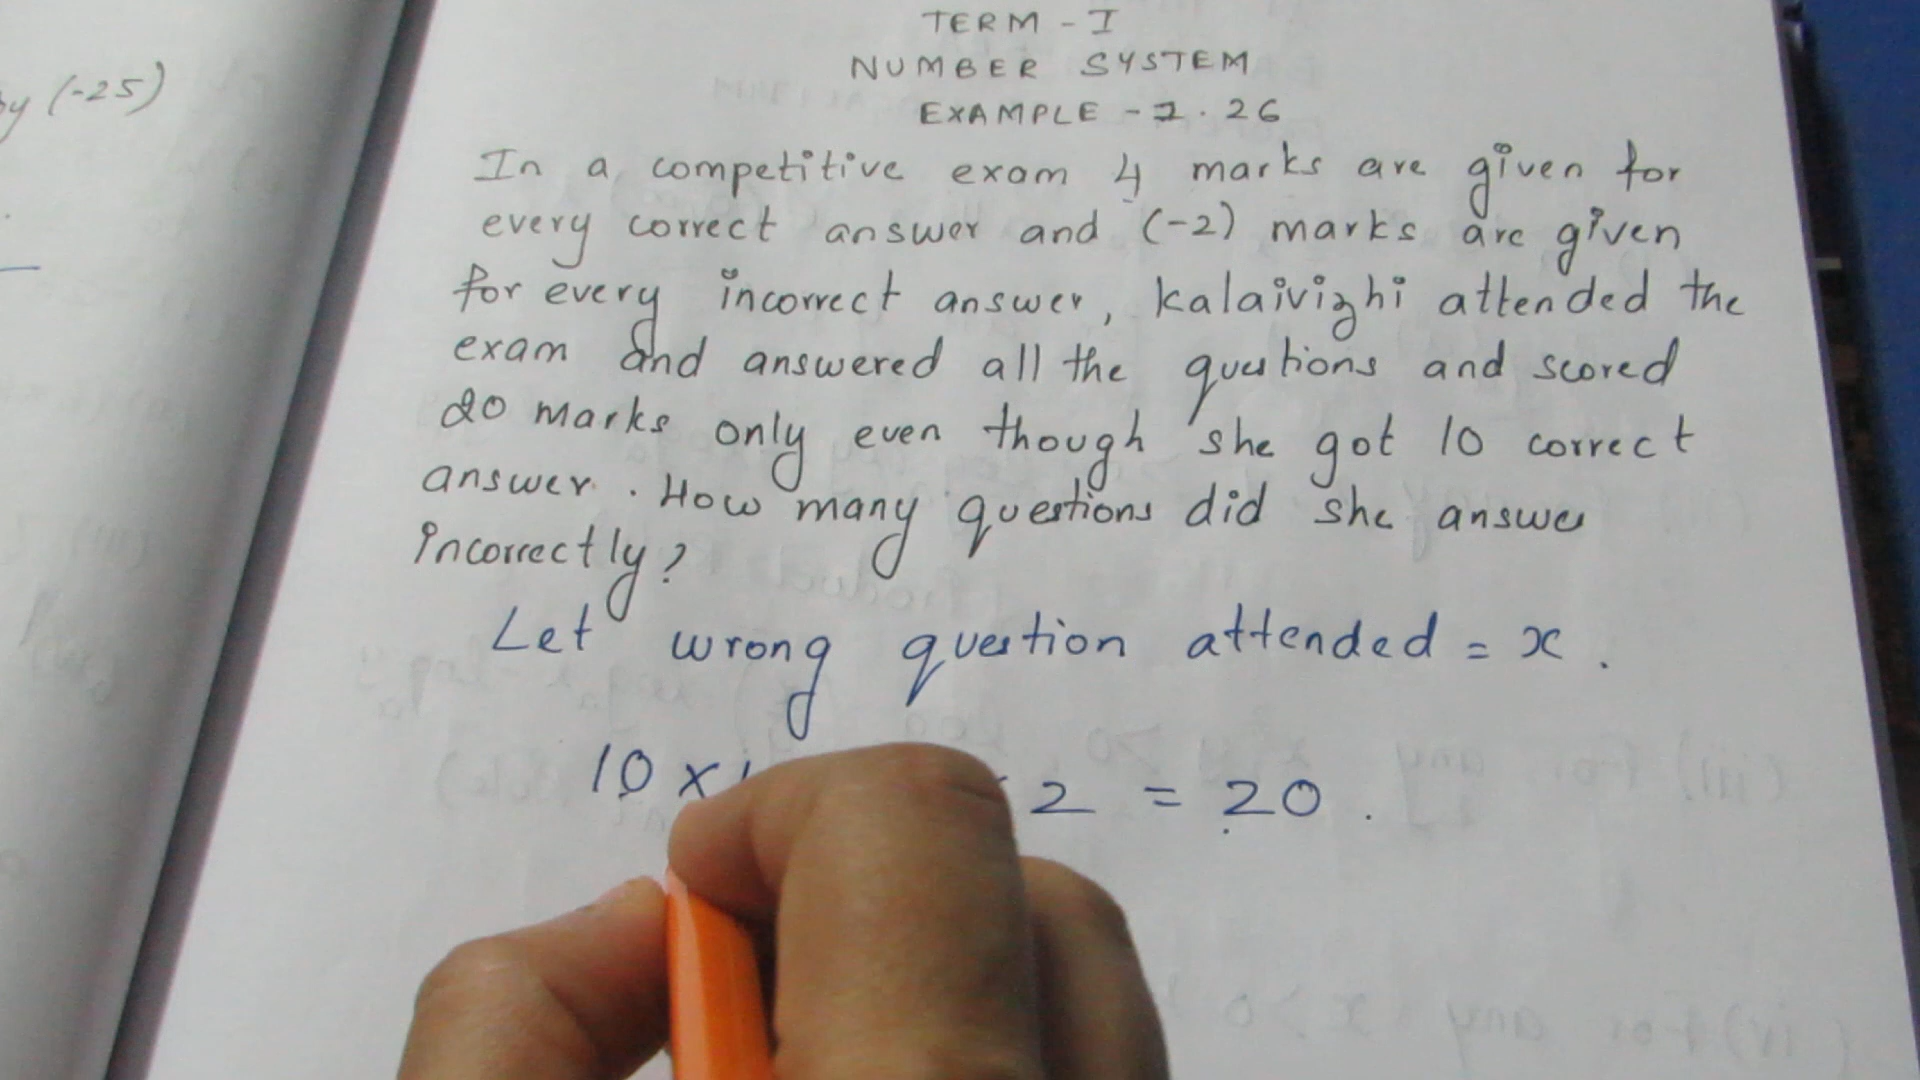 by (-25)
TERM - I
NUMBER SYSTEM
EXAMPLE - 1.26
In a competitive exam 4 marks are given for
every correct answer and (-2) marks are given
for every incorrect answer, Kalaivizhi attended the
exam and answered all the questions and scored
20 marks only even though she got 10 correct
answer. How many questions did she answer
incorrectly?
Let wrong question attended = x.
10 x 2 = 20.